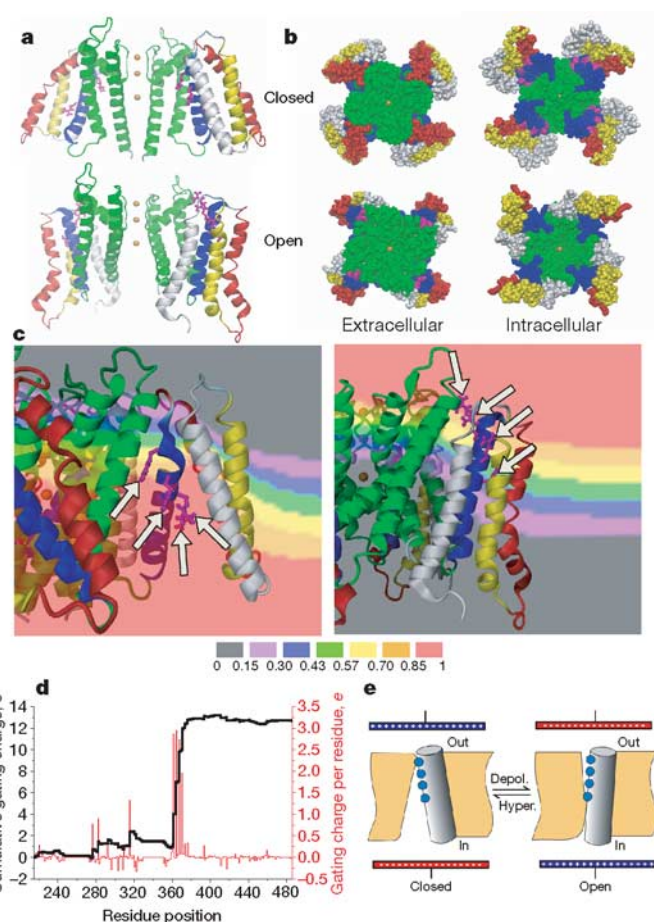 a
b
Closed
Open
Extracellular
Intracellular
c
0 0.15 0.30 0.43 0.57 0.70 0.85 1
d
gating charge,
14
12
10
8
6
4
2
0
−2
3.5
3.0
2.5
2.0
1.5
1.0
0.5
0.0
−0.5
Gating charge per residue, e
240 280 320 360 400 440 480
Residue position
e
Out
In
Closed
Depol.
Hyper.
Out
In
Open